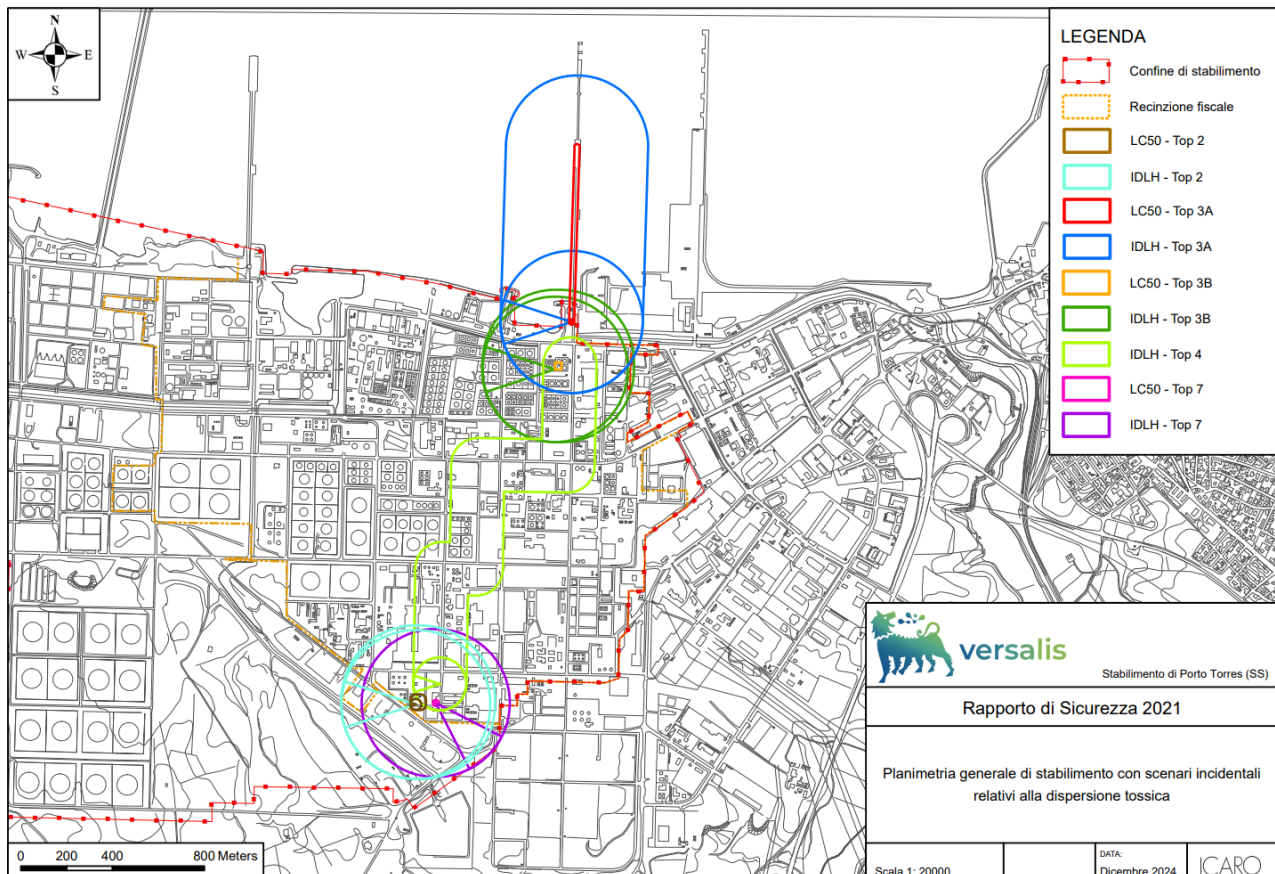 N
W
E
S
LEGENDA
Confine di stabilimento
Recinzione fiscale
LC50 - Top 2
IDLH - Top 2
LC50 - Top 3A
IDLH - Top 3A
LC50 - Top 3B
IDLH - Top 3B
IDLH - Top 4
LC50 - Top 7
IDLH - Top 7
versalis
Stabilimento di Porto Torres (SS)
Rapporto di Sicurezza 2021
Planimetria generale di stabilimento con scenari incidentali
relativi alla dispersione tossica
Scala 1: 20000
DATA:
Dicembre 2024
ICARO
0 200 400 800 Meters